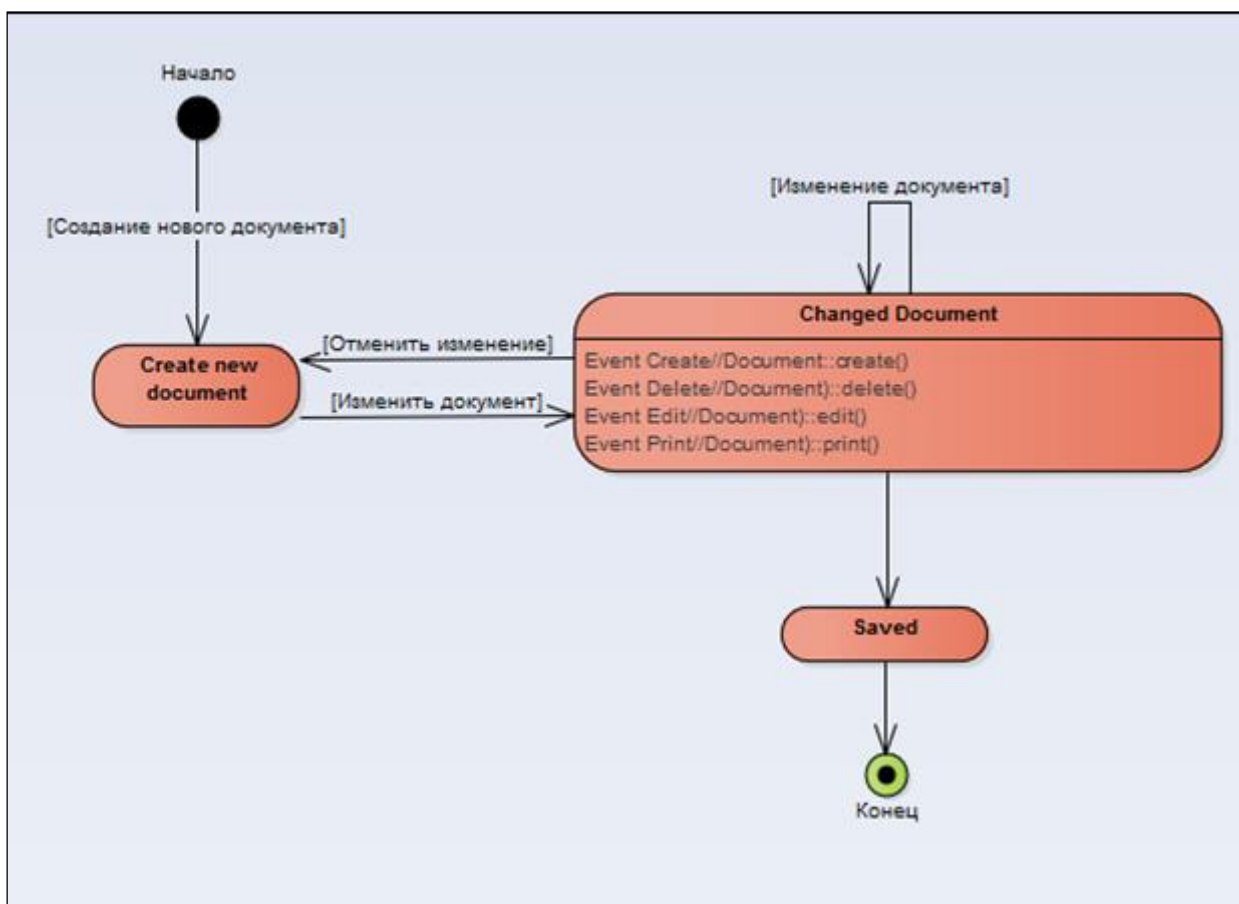 Начало
[Изменение документа]
[Создание нового документа]
Changed Document
[Отменить изменение]
Event Create//Document::create()
Create new
document
Event Delete//Document)::delete()
[Изменить документ]
Event Edit//Document)::edit()
Event Print//Document)::print()
Saved
Конец